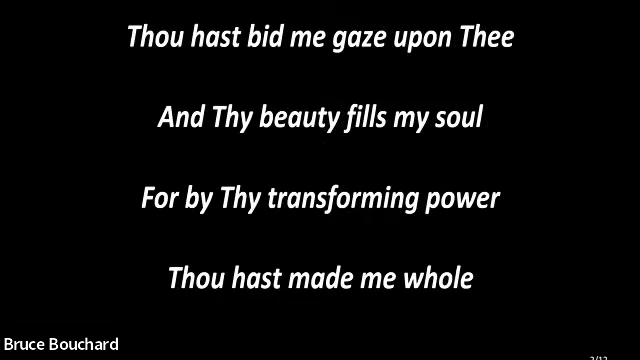 Thou hast bid me gaze upon Thee
And Thy beauty fills my soul
For by Thy transforming power
Thou hast made me whole
Bruce Bouchard